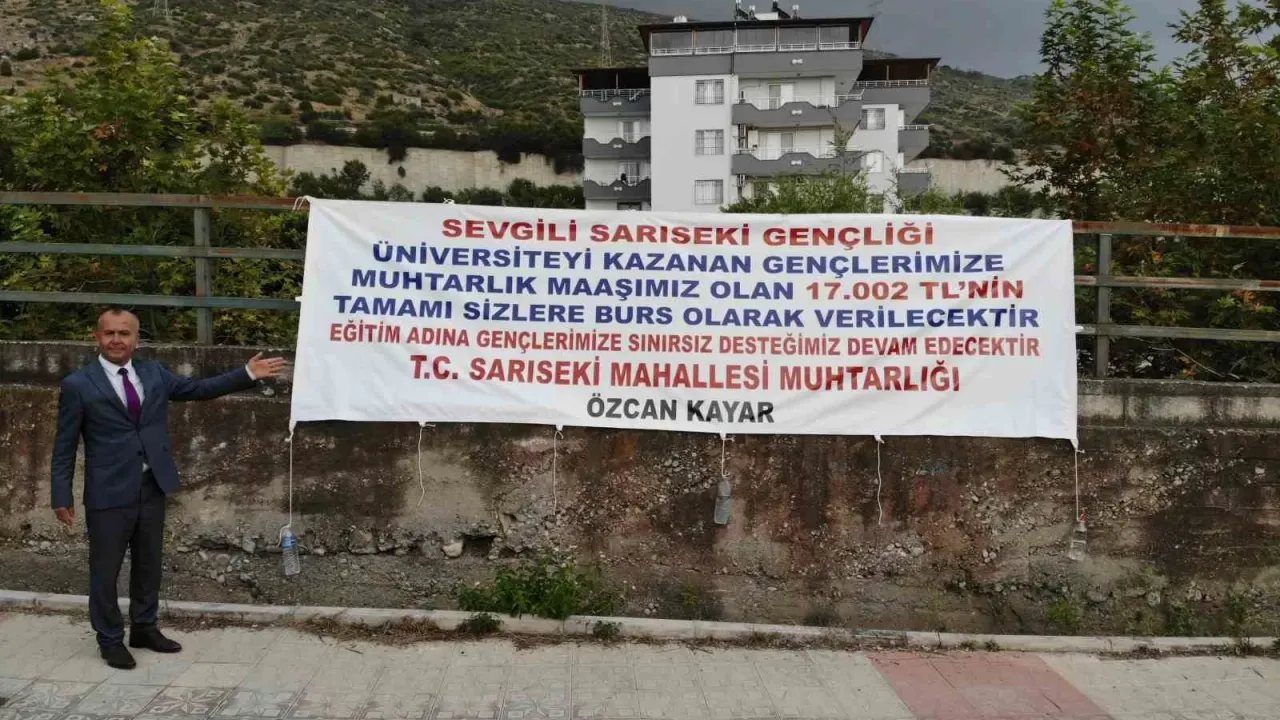 SEVGİLİ SARISEKİ GENÇLİĞİ
ÜNİVERSİTEYİ KAZANAN GENÇLERİMİZE
MUHTARLIK MAAŞIMIZ OLAN 17.002 TL'NİN
TAMAMI SİZLERE BURS OLARAK VERİLECEKTİR
EĞİTİM ADINA GENÇLERİMİZE SINIRSIZ DESTEĞİMİZ DEVAM EDECEKTİR
T.C. SARISEKİ MAHALLESİ MUHTARLIĞI
ÖZCAN KAYAR